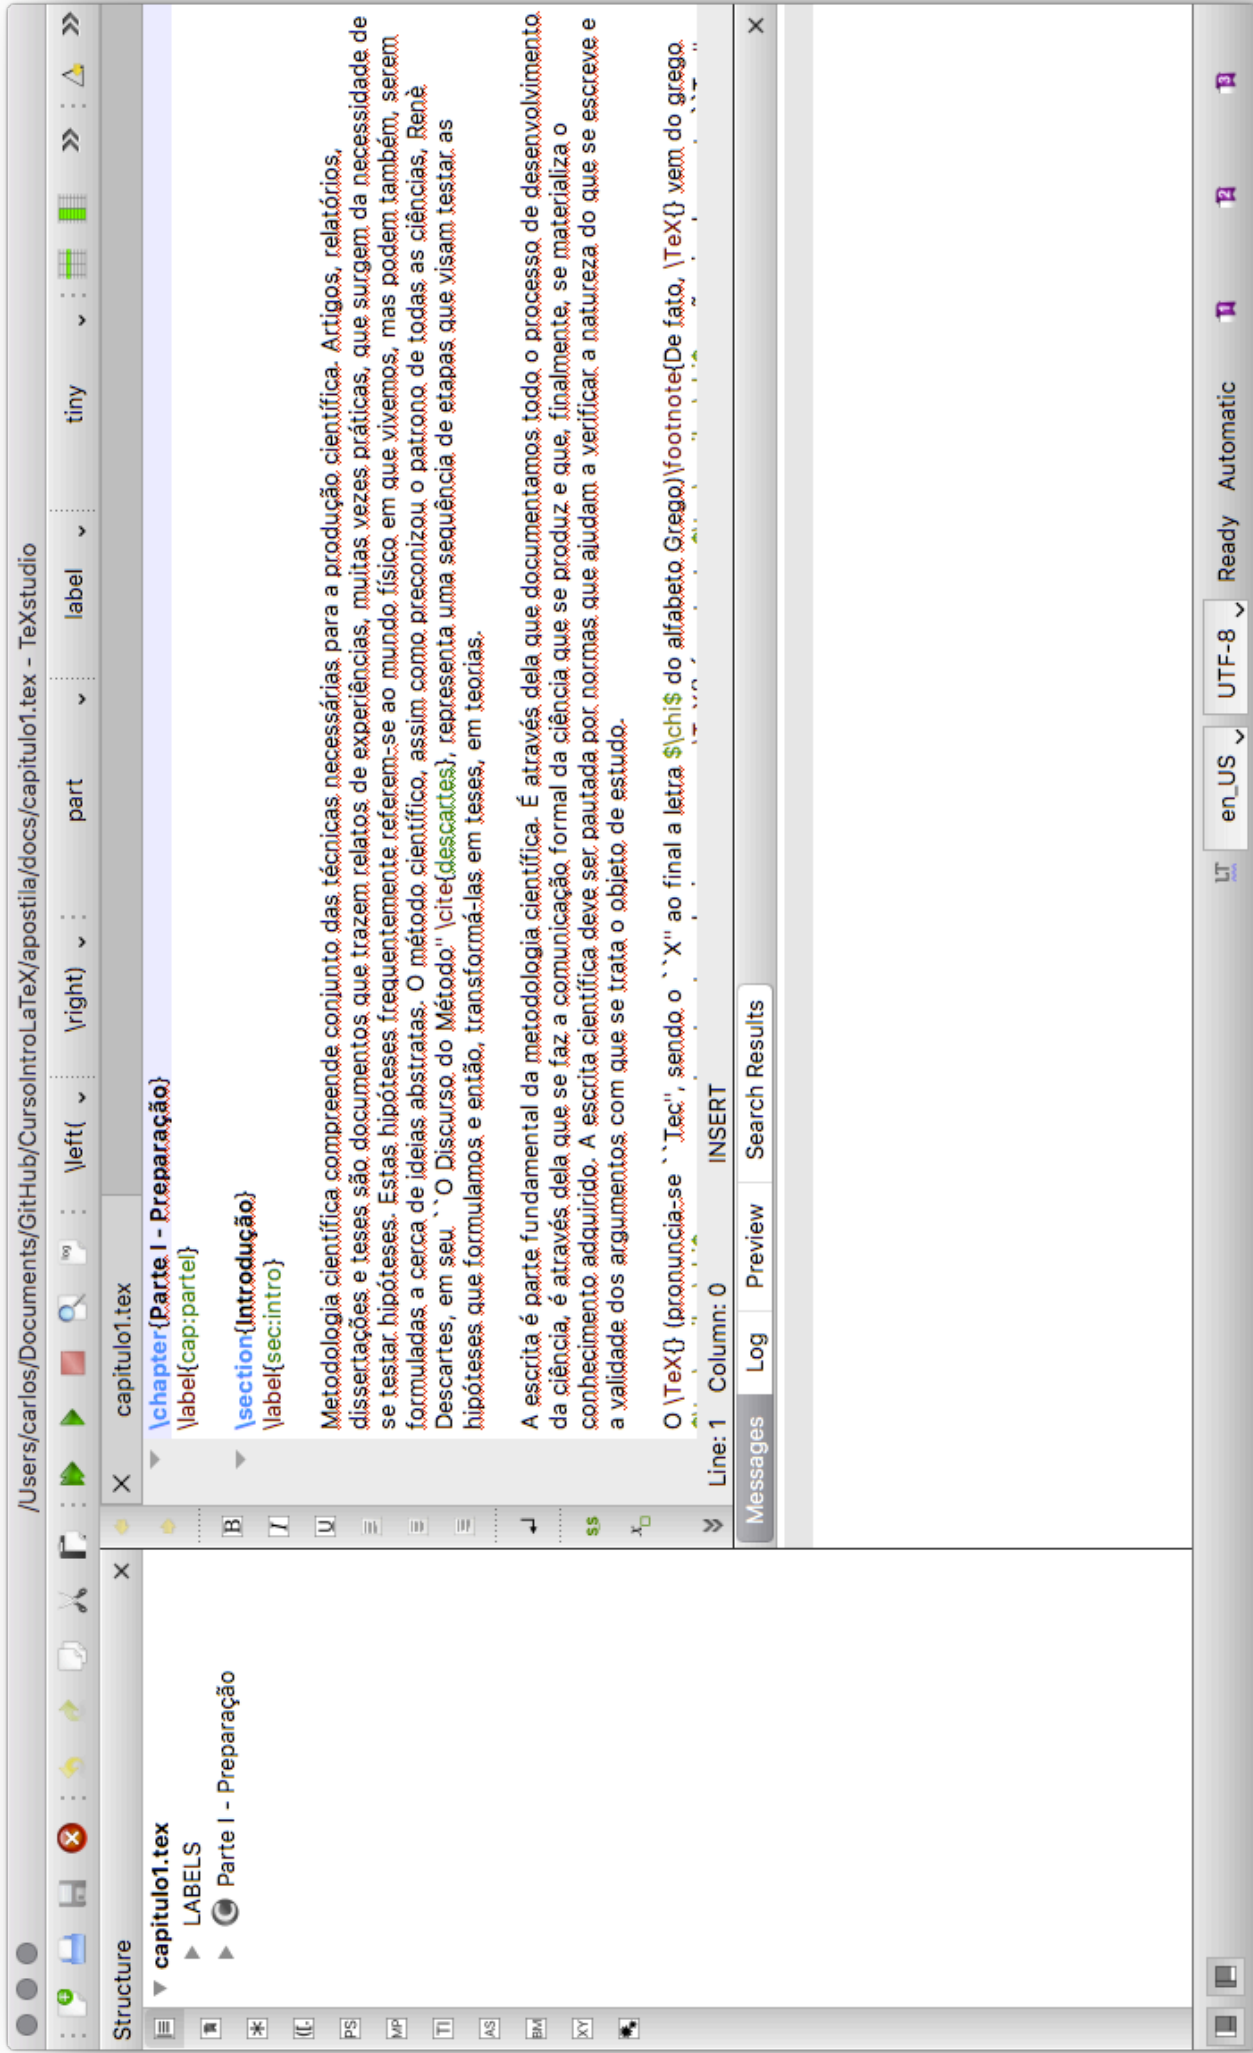 /Users/carlos/Documents/GitHub/CursoIntroLaTeX/apostila/docs/capitulo1.tex - TeXstudio
\left( \right) part label tiny
Structure
capitulo1.tex
capitulo1.tex
LABELS
Parte I - Preparação
PS
MP
TI
AS
BM
XY
\chapter{Parte I - Preparação}
\label{cap:parteI}
\section{Introdução}
\label{sec:intro}
Metodologia científica compreende conjunto das técnicas necessárias para a produção científica. Artigos, relatórios,
dissertações e teses são documentos que trazem relatos de experiências, muitas vezes práticas, que surgem da necessidade de
se testar hipóteses. Estas hipóteses frequentemente referem-se ao mundo físico em que vivemos, mas podem também, serem
formuladas a cerca de ideias abstratas. O método científico, assim como preconizou o patrono de todas as ciências, Renè
Descartes, em seu ``O Discurso do Método'' \cite{descartes}, representa uma sequência de etapas que visam testar as
hipóteses que formulamos e então, transformá-las em teses, em teorias.
A escrita é parte fundamental da metodologia científica. É através dela que documentamos todo o processo de desenvolvimento
da ciência, é através dela que se faz a comunicação formal da ciência que se produz e que, finalmente, se materializa o
conhecimento adquirido. A escrita científica deve ser pautada por normas que ajudam a verificar a natureza do que se escreve e
a validade dos argumentos com que se trata o objeto de estudo.
O \TeX{} (pronuncia-se ``Tec'', sendo o ``X'' ao final a letra $\chi$ do alfabeto Grego)\footnote{De fato, \TeX{} vem do grego
Line: 1 Column: 0 INSERT
Messages Log Preview Search Results
LT en_US UTF-8 Ready Automatic 1 2 3